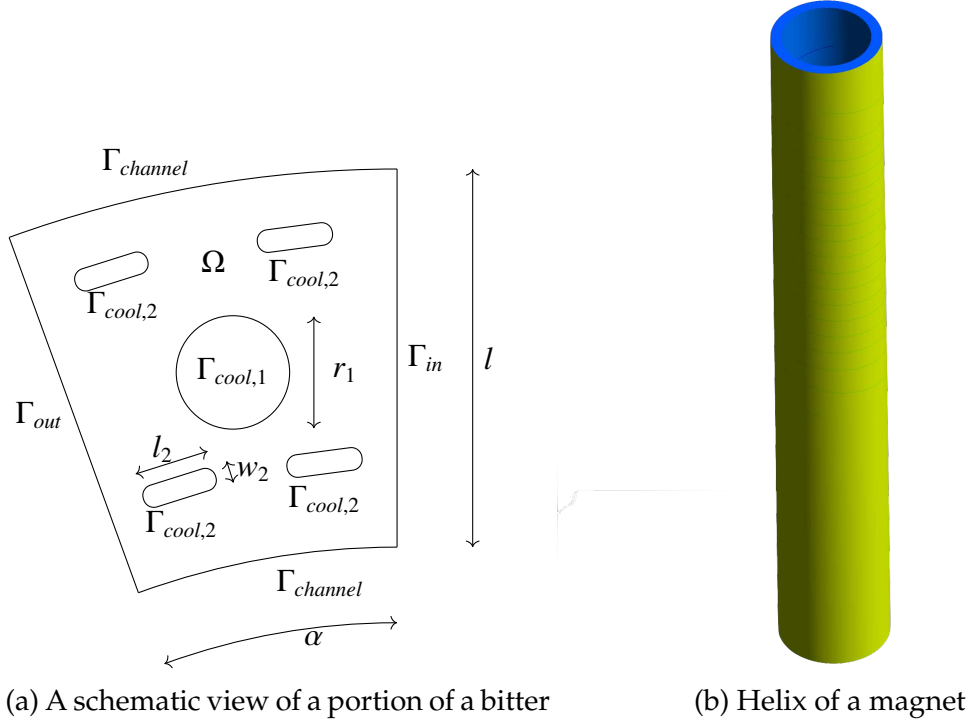 Γchannel
Γcool,2
Γcool,2
Ω
Γcool,1
r₁
Γin
l
Γout
l₂
w₂
Γcool,2
Γcool,2
Γchannel
α
(a) A schematic view of a portion of a bitter
(b) Helix of a magnet